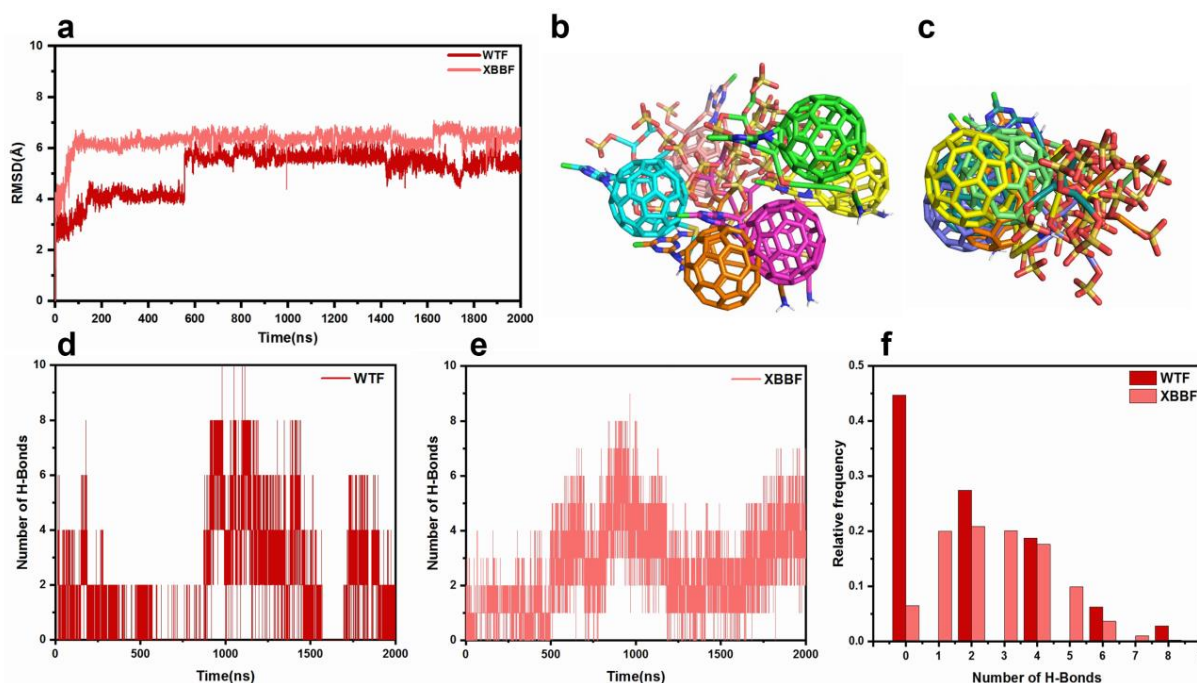 a
10
8
6
4
2
0
RMSD(Å)
WTF
XBBF
0 200 400 600 800 1000 1200 1400 1600 1800 2000
Time(ns)
b
c
d
10
8
6
4
2
0
Number of H-Bonds
WTF
0 500 1000 1500 2000
Time(ns)
e
10
8
6
4
2
0
Number of H-Bonds
XBBF
0 500 1000 1500 2000
Time(ns)
f
0.5
0.4
0.3
0.2
0.1
0.0
Relative frequency
WTF
XBBF
0 1 2 3 4 5 6 7 8
Number of H-Bonds